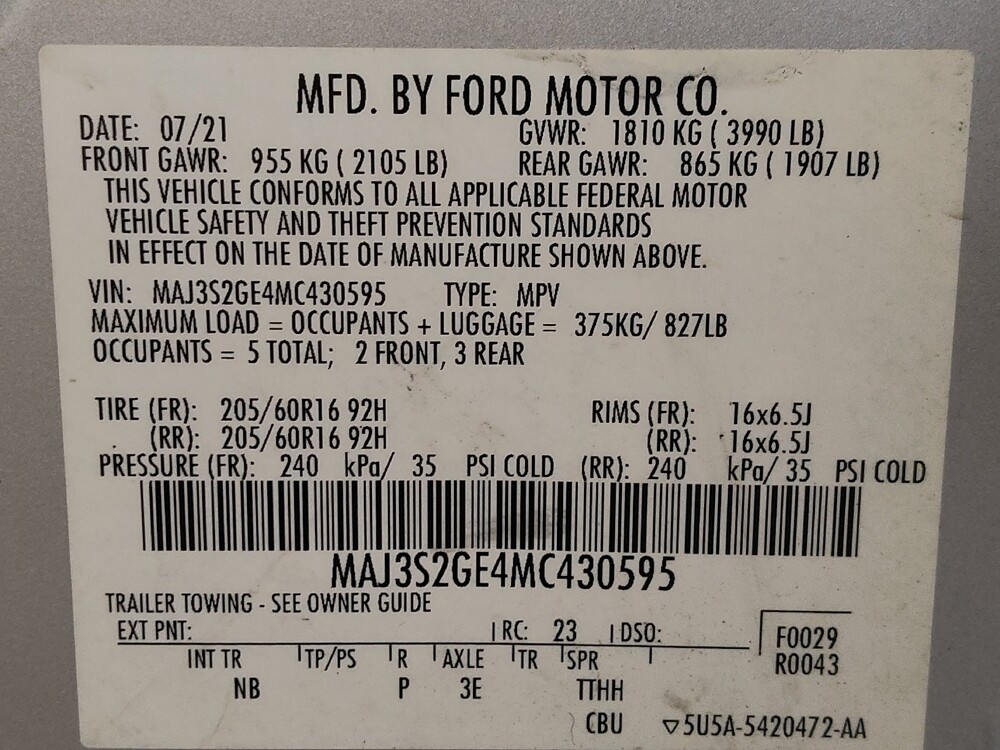 MFD. BY FORD MOTOR CO.
DATE: 07/21 GVWR: 1810 KG ( 3990 LB)
FRONT GAWR: 955 KG ( 2105 LB) REAR GAWR: 865 KG ( 1907 LB)
THIS VEHICLE CONFORMS TO ALL APPLICABLE FEDERAL MOTOR
VEHICLE SAFETY AND THEFT PREVENTION STANDARDS
IN EFFECT ON THE DATE OF MANUFACTURE SHOWN ABOVE.
VIN: MAJ3S2GE4MC430595 TYPE: MPV
MAXIMUM LOAD = OCCUPANTS + LUGGAGE = 375KG/ 827LB
OCCUPANTS = 5 TOTAL; 2 FRONT, 3 REAR
TIRE (FR): 205/60R16 92H RIMS (FR): 16x6.5J
(RR): 205/60R16 92H (RR): 16x6.5J
PRESSURE (FR): 240 kPa/ 35 PSI COLD (RR): 240 kPa/ 35 PSI COLD
MAJ3S2GE4MC430595
TRAILER TOWING - SEE OWNER GUIDE
EXT PNT: RC: 23 DSO: F0029
INT TR TP/PS R AXLE TR SPR R0043
NB P 3E TTHH
CBU ▽5U5A-5420472-AA